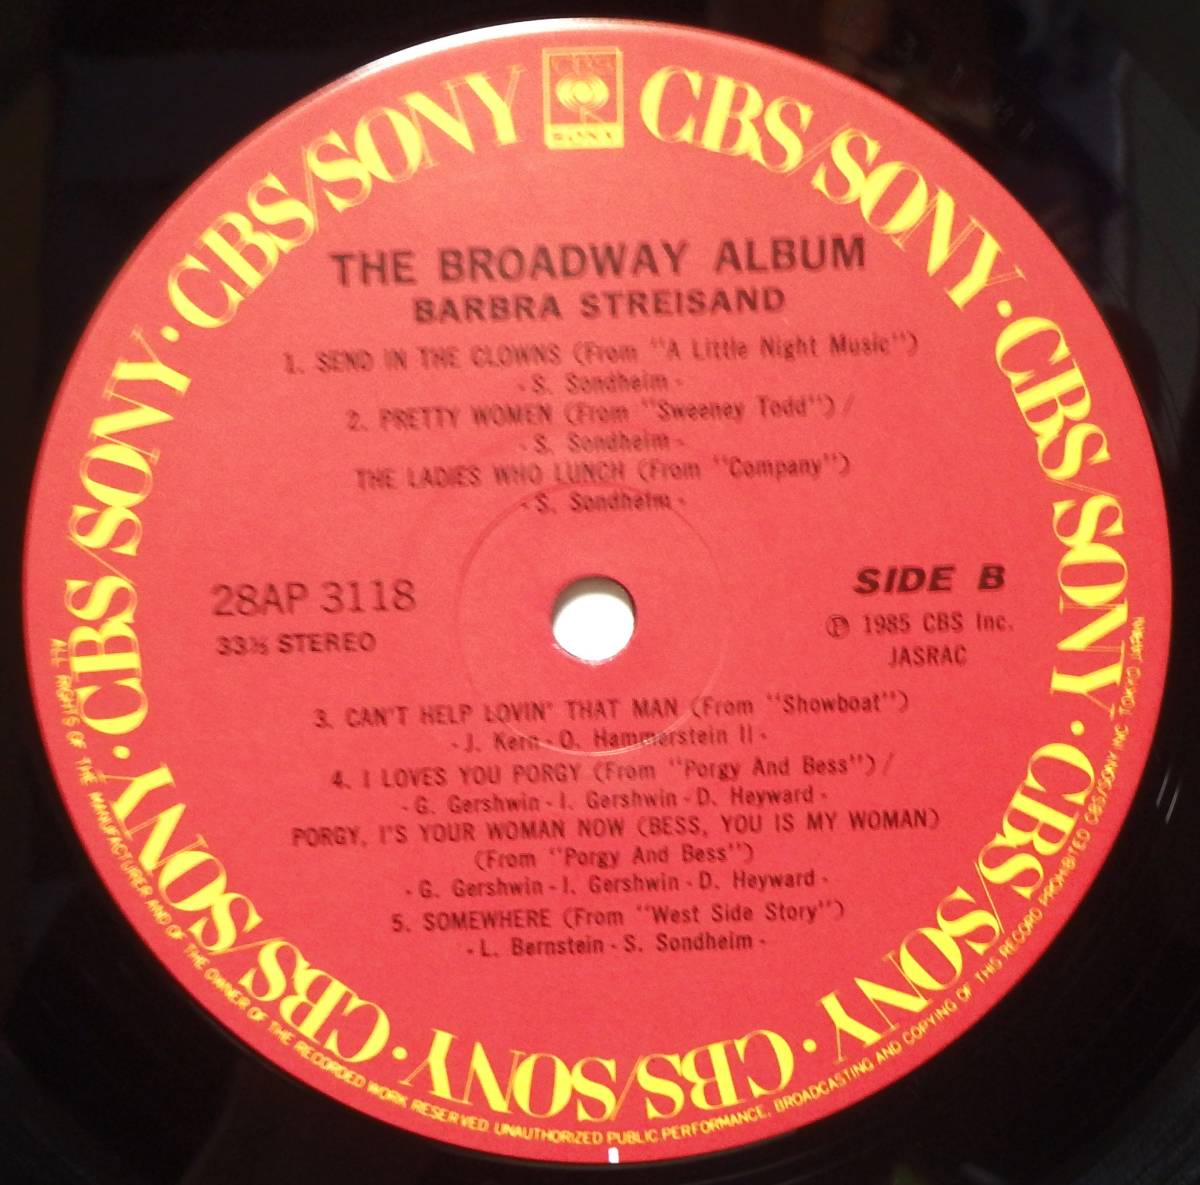 CBS/SONY · CBS/SONY · CBS/SONY · CBS/SONY · CBS/SONY · CBS/SONY · CBS/SONY · CBS/SONY
THE BROADWAY ALBUM
BARBRA STREISAND
1. SEND IN THE CLOWNS (From "A Little Night Music")
- S. Sondheim -
2. PRETTY WOMEN (From "Sweeney Todd") /
- S. Sondheim -
THE LADIES WHO LUNCH (From "Company")
- S. Sondheim -
28AP 3118
33⅓ STEREO
SIDE B
Ⓟ 1985 CBS Inc.
JASRAC
3. CAN'T HELP LOVIN' THAT MAN (From "Showboat")
- J. Kern - O. Hammerstein II -
4. I LOVES YOU PORGY (From "Porgy And Bess") /
- G. Gershwin - I. Gershwin - D. Heyward -
PORGY, I'S YOUR WOMAN NOW (BESS, YOU IS MY WOMAN)
(From "Porgy And Bess")
- G. Gershwin - I. Gershwin - D. Heyward -
5. SOMEWHERE (From "West Side Story")
- L. Bernstein - S. Sondheim -
ALL RIGHTS OF THE MANUFACTURER AND OF THE OWNER OF THE RECORDED WORK RESERVED. UNAUTHORIZED PUBLIC PERFORMANCE, BROADCASTING AND COPYING OF THIS RECORD PROHIBITED CBS/SONY INC TOKYO JAPAN